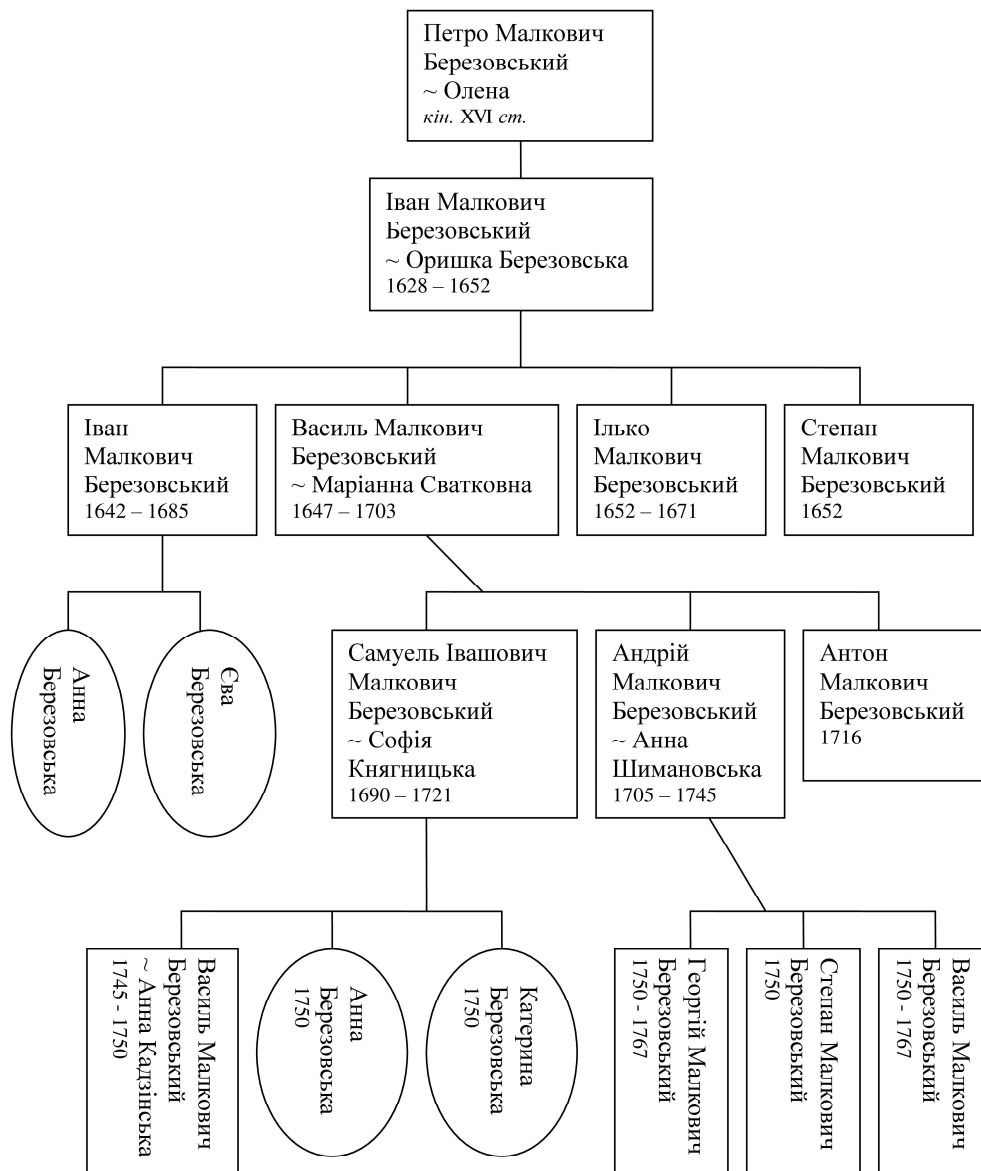 Петро Малкович
Березовський
~ Олена
кін. XVI ст.
Іван Малкович
Березовський
~ Оришка Березовська
1628 – 1652
Іван
Малкович
Березовський
1642 – 1685
Василь Малкович
Березовський
~ Маріанна Сватковна
1647 – 1703
Ілько
Малкович
Березовський
1652 – 1671
Степан
Малкович
Березовський
1652
Анна
Березовська
Єва
Березовська
Самуель Івашович
Малкович
Березовський
~ Софія
Княгницька
1690 – 1721
Андрій
Малкович
Березовський
~ Анна
Шимановська
1705 – 1745
Антон
Малкович
Березовський
1716
Василь Малкович
Березовський
~ Анна Кадзінська
1745 - 1750
Анна
Березовська
1750
Катерина
Березовська
1750
Георгій Малкович
Березовський
1750 - 1767
Степан Малкович
Березовський
1750
Василь Малкович
Березовський
1750 - 1767